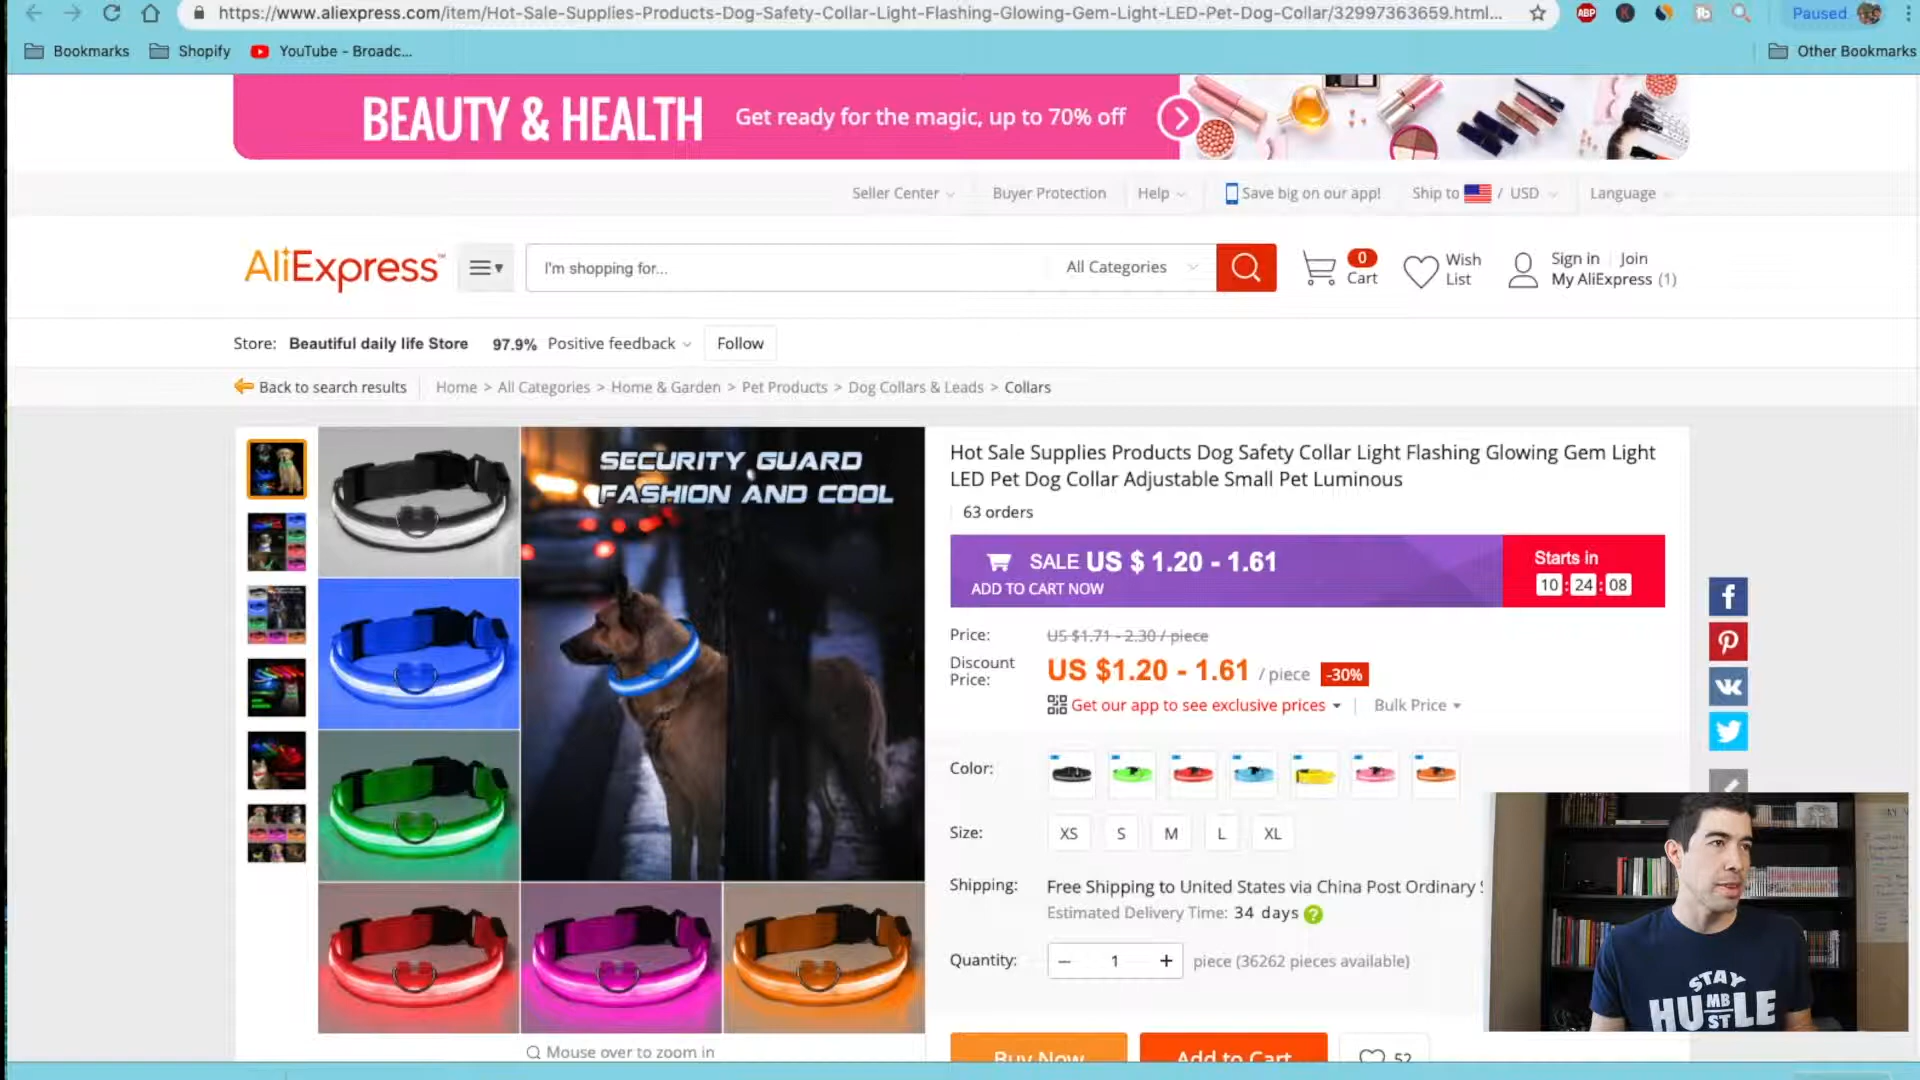 https://www.aliexpress.com/item/Hot-Sale-Supplies-Products-Dog-Safety-Collar-Light-Flashing-Glowing-Gem-Light-LED-Pet-Dog-Collar/32997363659.html...
ABP
Paused
Bookmarks
Shopify
YouTube - Broadc...
Other Bookmarks
BEAUTY & HEALTH
Get ready for the magic, up to 70% off
Seller Center
Buyer Protection
Help
Save big on our app!
Ship to / USD
Language
AliExpress™
I'm shopping for...
All Categories
0
Cart
Wish List
Sign in | Join
My AliExpress (1)
Store: Beautiful daily life Store 97.9% Positive feedback Follow
Back to search results
Home > All Categories > Home & Garden > Pet Products > Dog Collars & Leads > Collars
SECURITY GUARD
FASHION AND COOL
Mouse over to zoom in
Hot Sale Supplies Products Dog Safety Collar Light Flashing Glowing Gem Light
LED Pet Dog Collar Adjustable Small Pet Luminous
63 orders
SALE US $ 1.20 - 1.61
ADD TO CART NOW
Starts in
10 : 24 : 08
Price: US $1.71 - 2.30 / piece
Discount Price: US $1.20 - 1.61 / piece -30%
Get our app to see exclusive prices
Bulk Price
Color:
Size: XS S M L XL
Shipping: Free Shipping to United States via China Post Ordinary
Estimated Delivery Time: 34 days ?
Quantity: – 1 + piece (36262 pieces available)
Buy Now
Add to Cart
52
STAY
HUMBLE
HUSTLE